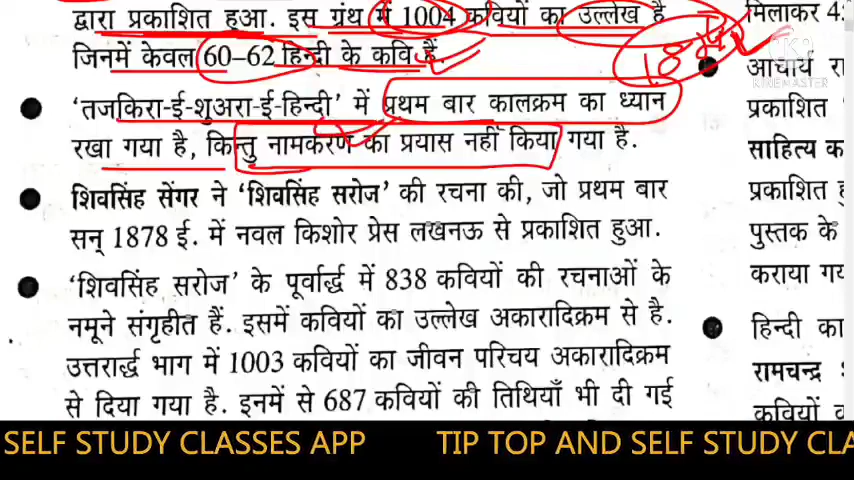 द्वारा प्रकाशित हुआ. इस ग्रंथ में 1004 कवियों का उल्लेख है
जिनमें केवल 60–62 हिन्दी के कवि हैं.
'तजकिरा-ई-शुअरा-ई-हिन्दी' में प्रथम बार कालक्रम का ध्यान
रखा गया है, किन्तु नामकरण का प्रयास नहीं किया गया है.
शिवसिंह सेंगर ने 'शिवसिंह सरोज' की रचना की, जो प्रथम बार
सन् 1878 ई. में नवल किशोर प्रेस लखनऊ से प्रकाशित हुआ.
'शिवसिंह सरोज' के पूर्वार्द्ध में 838 कवियों की रचनाओं के
नमूने संगृहीत हैं. इसमें कवियों का उल्लेख अकारादिक्रम से है.
उत्तरार्द्ध भाग में 1003 कवियों का जीवन परिचय अकारादिक्रम
से दिया गया है. इनमें से 687 कवियों की तिथियाँ भी दी गई
मिलाकर 4
आचार्य रा
प्रकाशित
साहित्य क
प्रकाशित हु
पुस्तक के
कराया गय
हिन्दी का
रामचन्द्र
कवियों व
KINEMASTER
SELF STUDY CLASSES APP TIP TOP AND SELF STUDY CLA